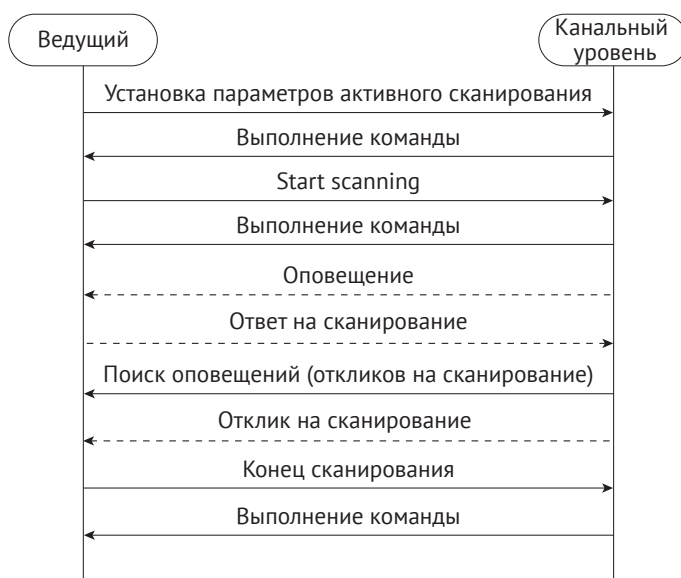 Ведущий
Канальный
уровень
Установка параметров активного сканирования
Выполнение команды
Start scanning
Выполнение команды
Оповещение
Ответ на сканирование
Поиск оповещений (откликов на сканирование)
Отклик на сканирование
Конец сканирования
Выполнение команды